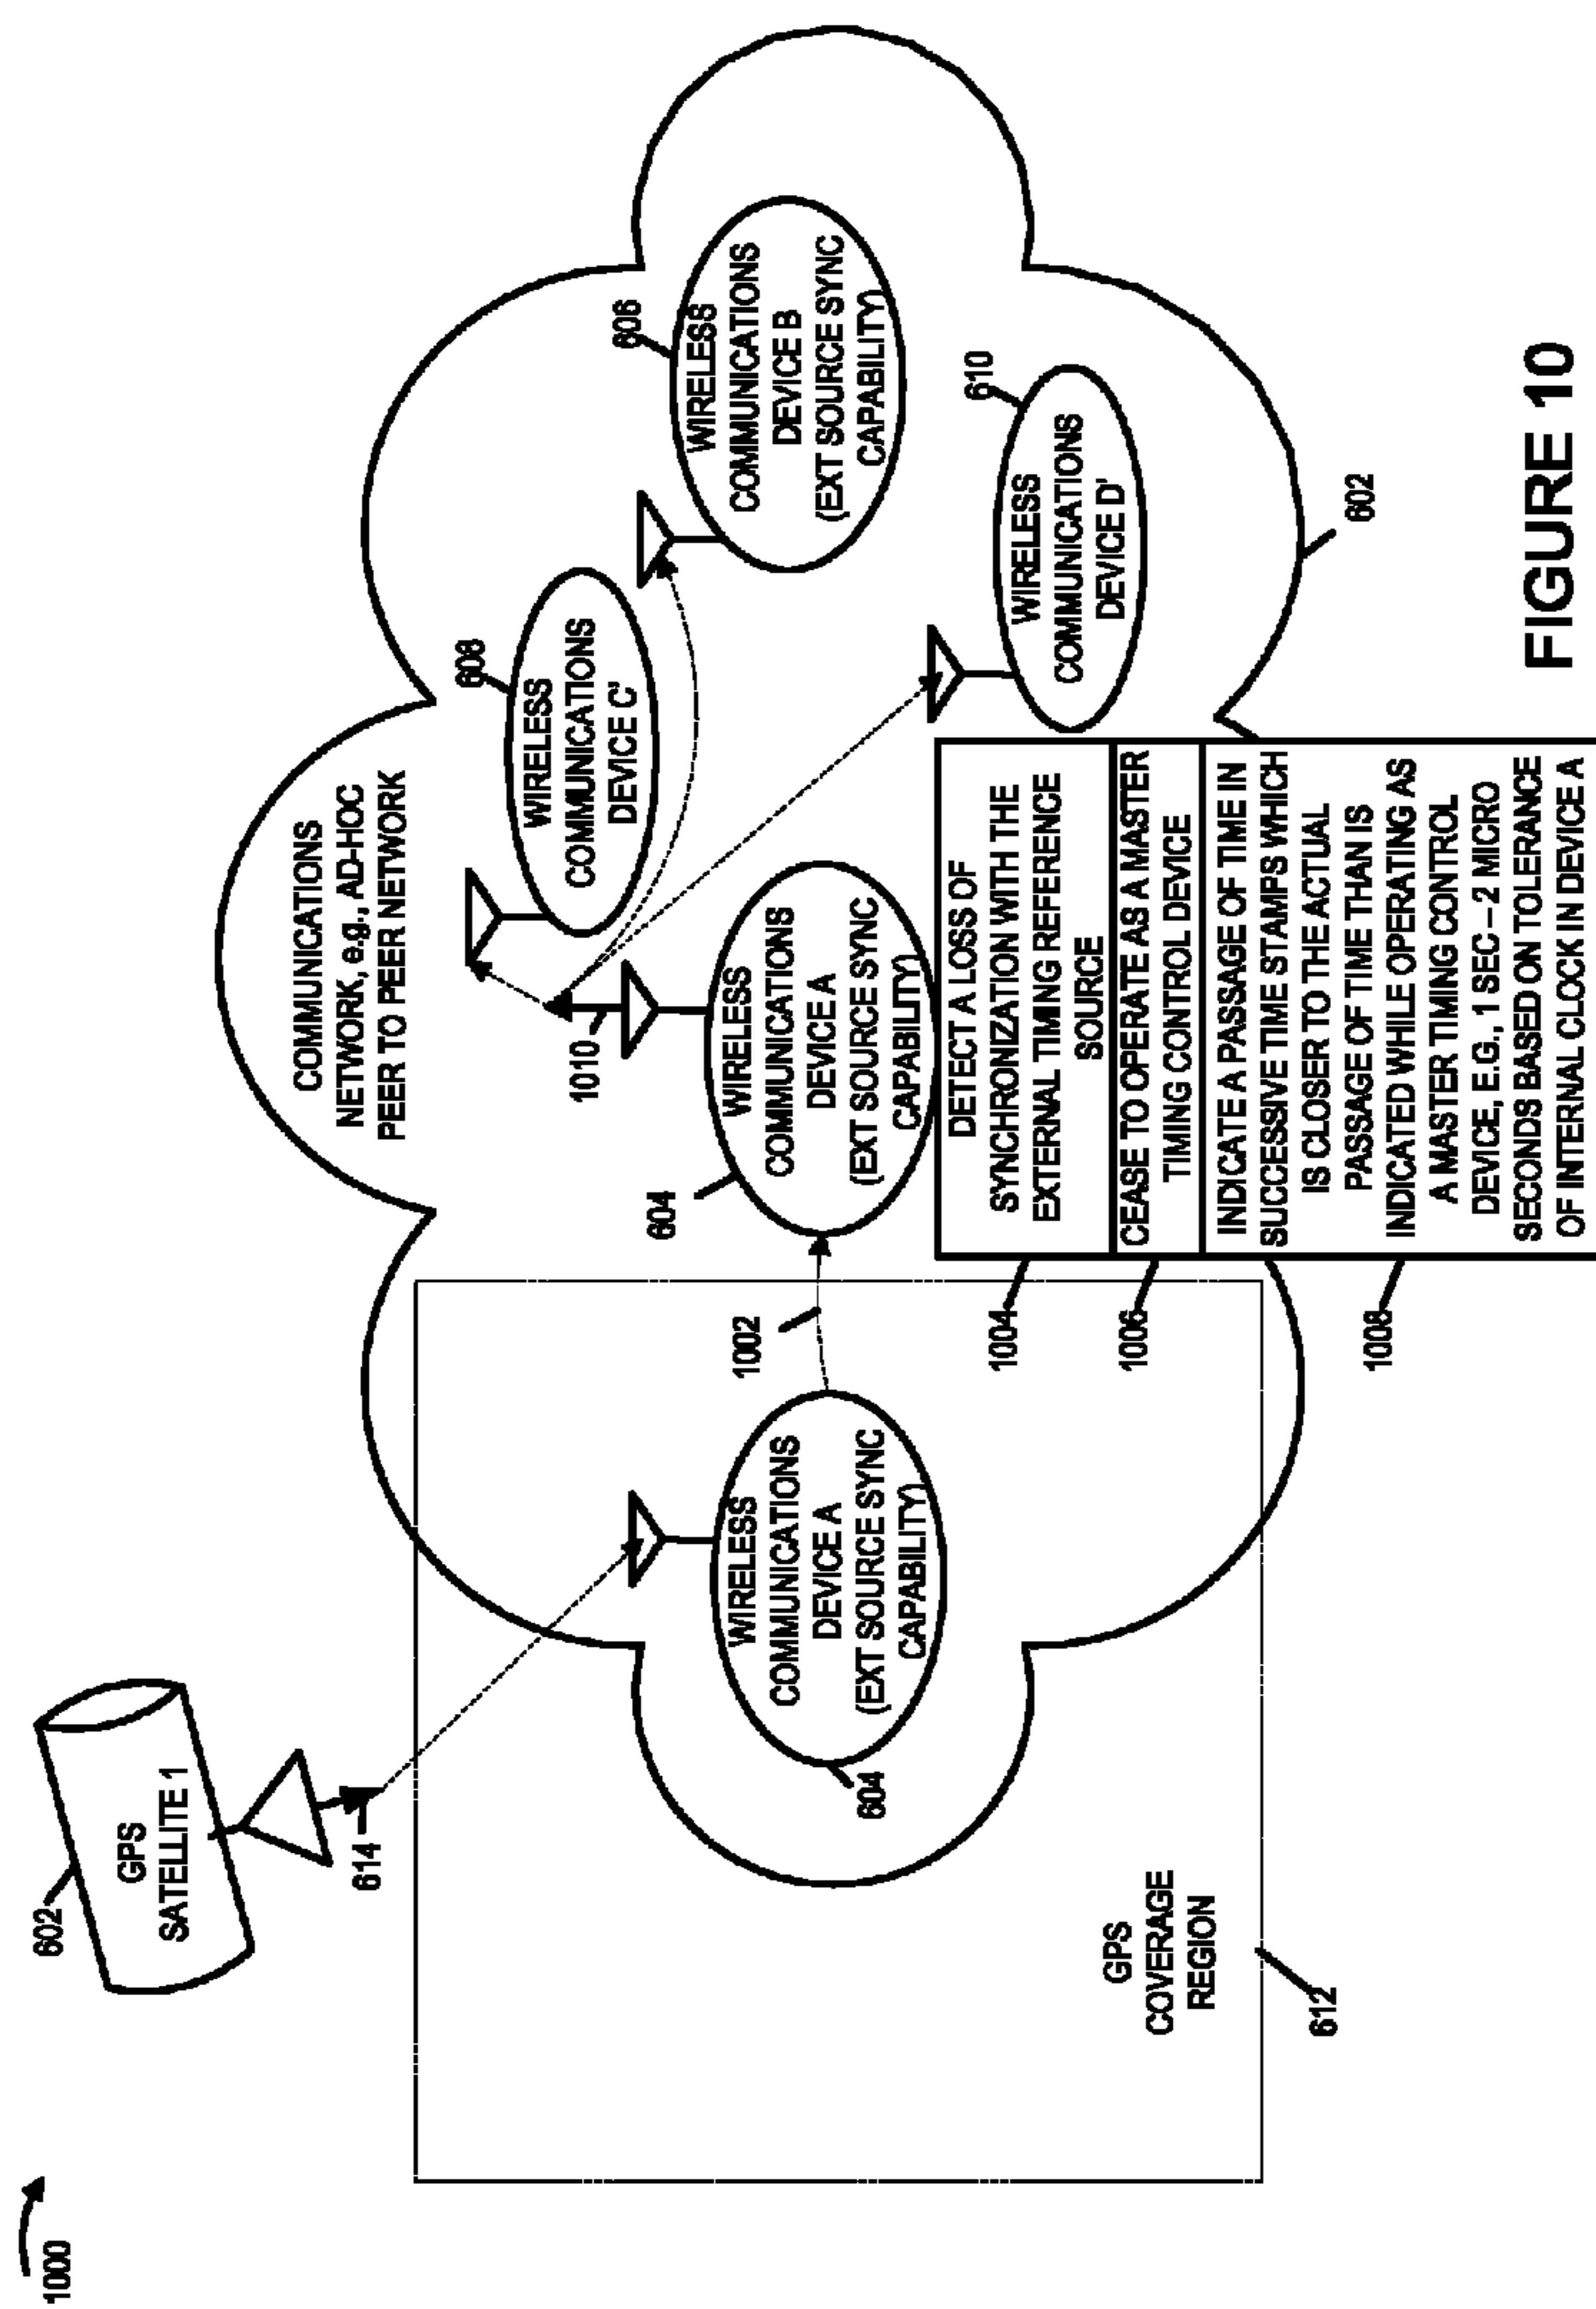 1000
602
GPS
SATELLITE 1
614
COMMUNICATIONS
NETWORK, e.g., AD-HOC
PEER TO PEER NETWORK
608
WIRELESS
COMMUNICATIONS
DEVICE C'
606
WIRELESS
COMMUNICATIONS
DEVICE B
(EXT SOURCE SYNC
CAPABILITY)
1010
604
WIRELESS
COMMUNICATIONS
DEVICE A
(EXT SOURCE SYNC
CAPABILITY)
1002
604
WIRELESS
COMMUNICATIONS
DEVICE A
(EXT SOURCE SYNC
CAPABILITY)
610
WIRELESS
COMMUNICATIONS
DEVICE D'
602
1004
DETECT A LOSS OF
SYNCHRONIZATION WITH THE
EXTERNAL TIMING REFERENCE
SOURCE
1006
CEASE TO OPERATE AS A MASTER
TIMING CONTROL DEVICE
1008
INDICATE A PASSAGE OF TIME IN
SUCCESSIVE TIME STAMPS WHICH
IS CLOSER TO THE ACTUAL
PASSAGE OF TIME THAN IS
INDICATED WHILE OPERATING AS
A MASTER TIMING CONTROL
DEVICE, E.G., 1 SEC – 2 MICRO
SECONDS BASED ON TOLERANCE
OF INTERNAL CLOCK IN DEVICE A
GPS
COVERAGE
REGION
612
FIGURE 10